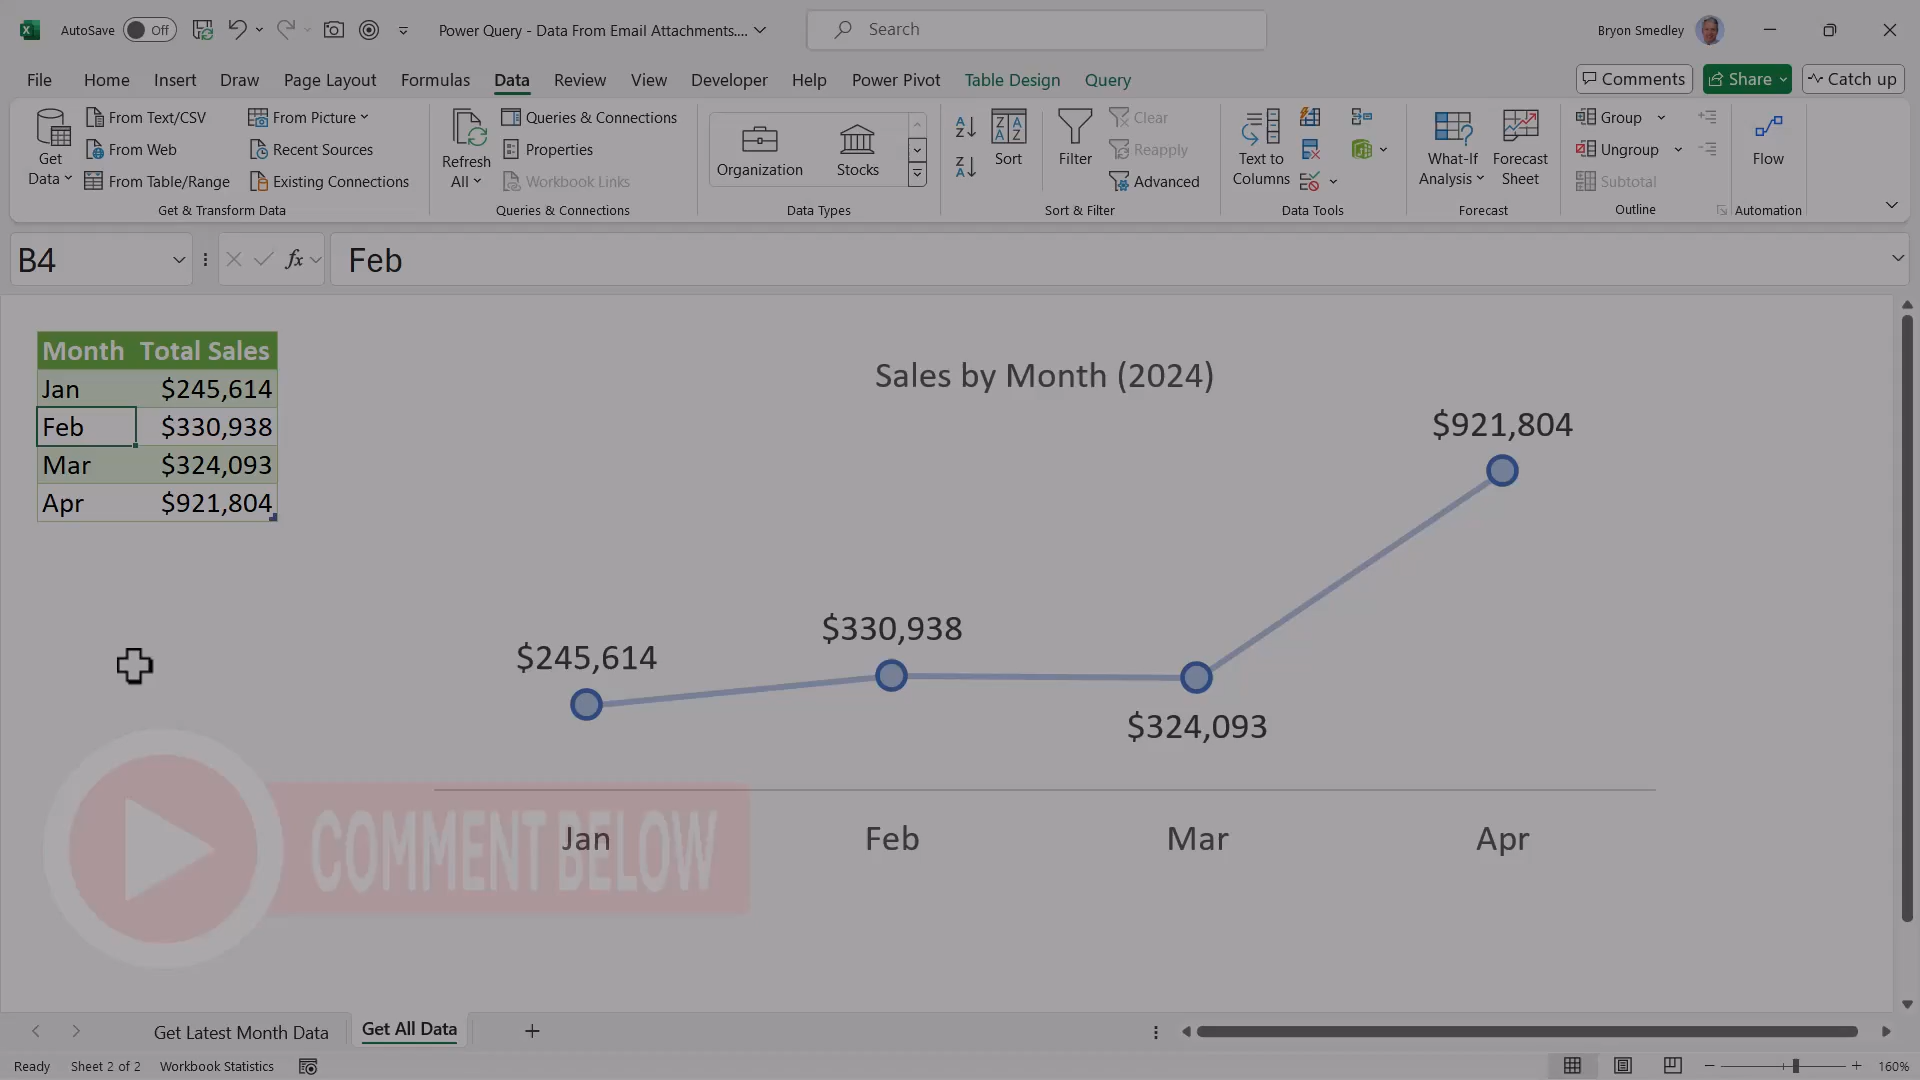 AutoSave Off Power Query - Data From Email Attachments.... Search Bryon Smedley
File Home Insert Draw Page Layout Formulas Data Review View Developer Help Power Pivot Table Design Query Comments Share Catch up
Get Data
From Text/CSV
From Web
From Table/Range
From Picture
Recent Sources
Existing Connections
Get & Transform Data
Refresh All
Queries & Connections
Properties
Workbook Links
Queries & Connections
Organization
Stocks
Data Types
Sort
Filter
Clear
Reapply
Advanced
Sort & Filter
Text to Columns
Data Tools
What-If Analysis
Forecast Sheet
Forecast
Group
Ungroup
Subtotal
Outline
Flow
Automation
B4 fx Feb
Month Total Sales
Jan $245,614
Feb $330,938
Mar $324,093
Apr $921,804
Sales by Month (2024)
$921,804
$330,938
$245,614
$324,093
Jan Feb Mar Apr
COMMENT BELOW
Get Latest Month Data Get All Data
Ready Sheet 2 of 2 Workbook Statistics 160%